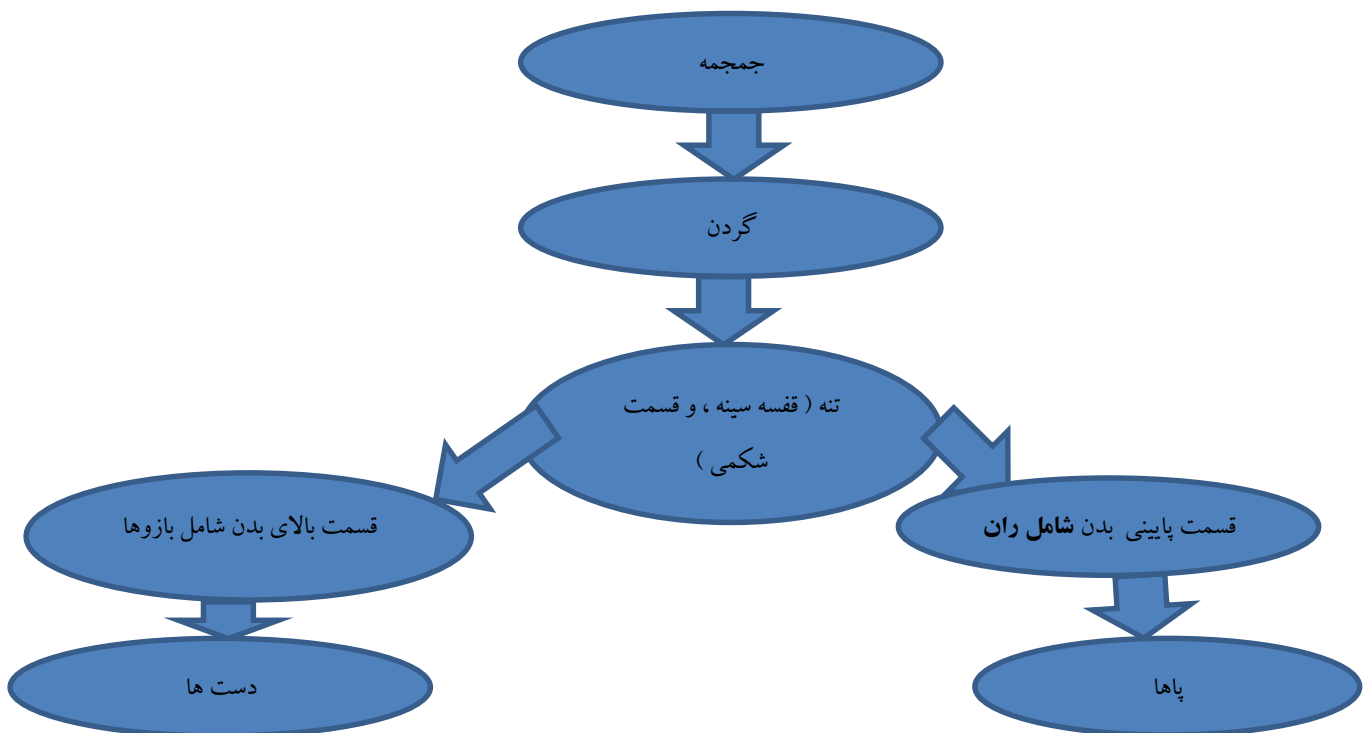 جمجمه
گردن
تنه ( قفسه سینه ، و قسمت
شکمی )
قسمت پایینی بدن شامل ران
قسمت بالای بدن شامل بازوها
پاها
دست ها